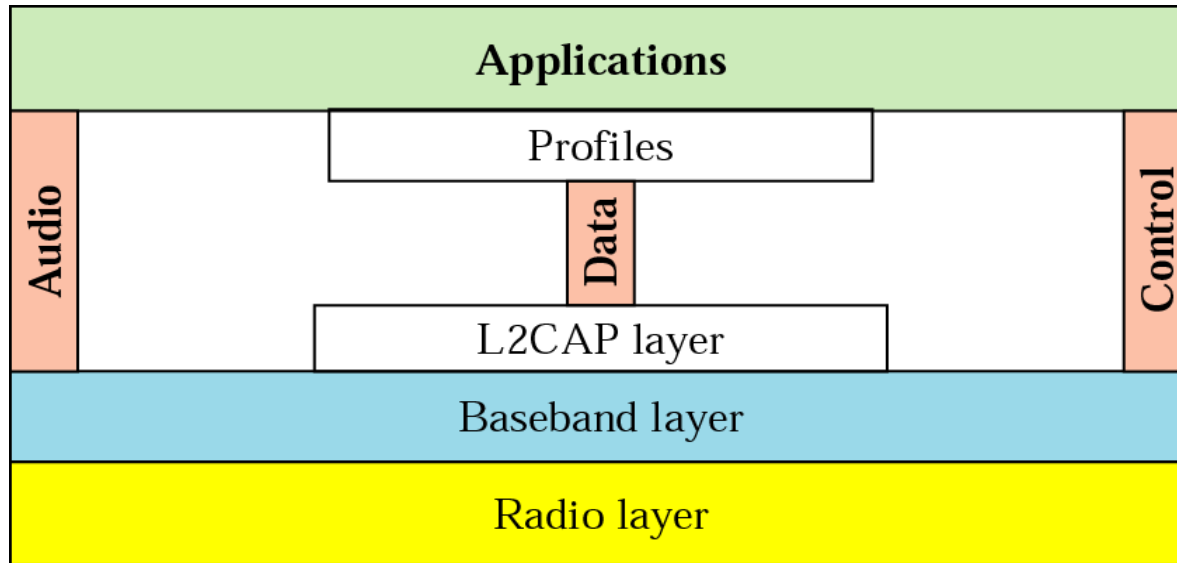 Applications
Profiles
Audio
Data
Control
L2CAP layer
Baseband layer
Radio layer